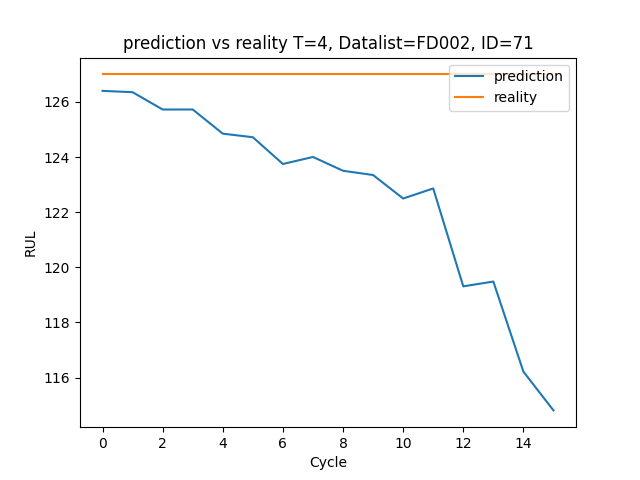 prediction vs reality T=4, Datalist=FD002, ID=71
prediction
reality
126
124
122
120
118
116
RUL
0 2 4 6 8 10 12 14
Cycle